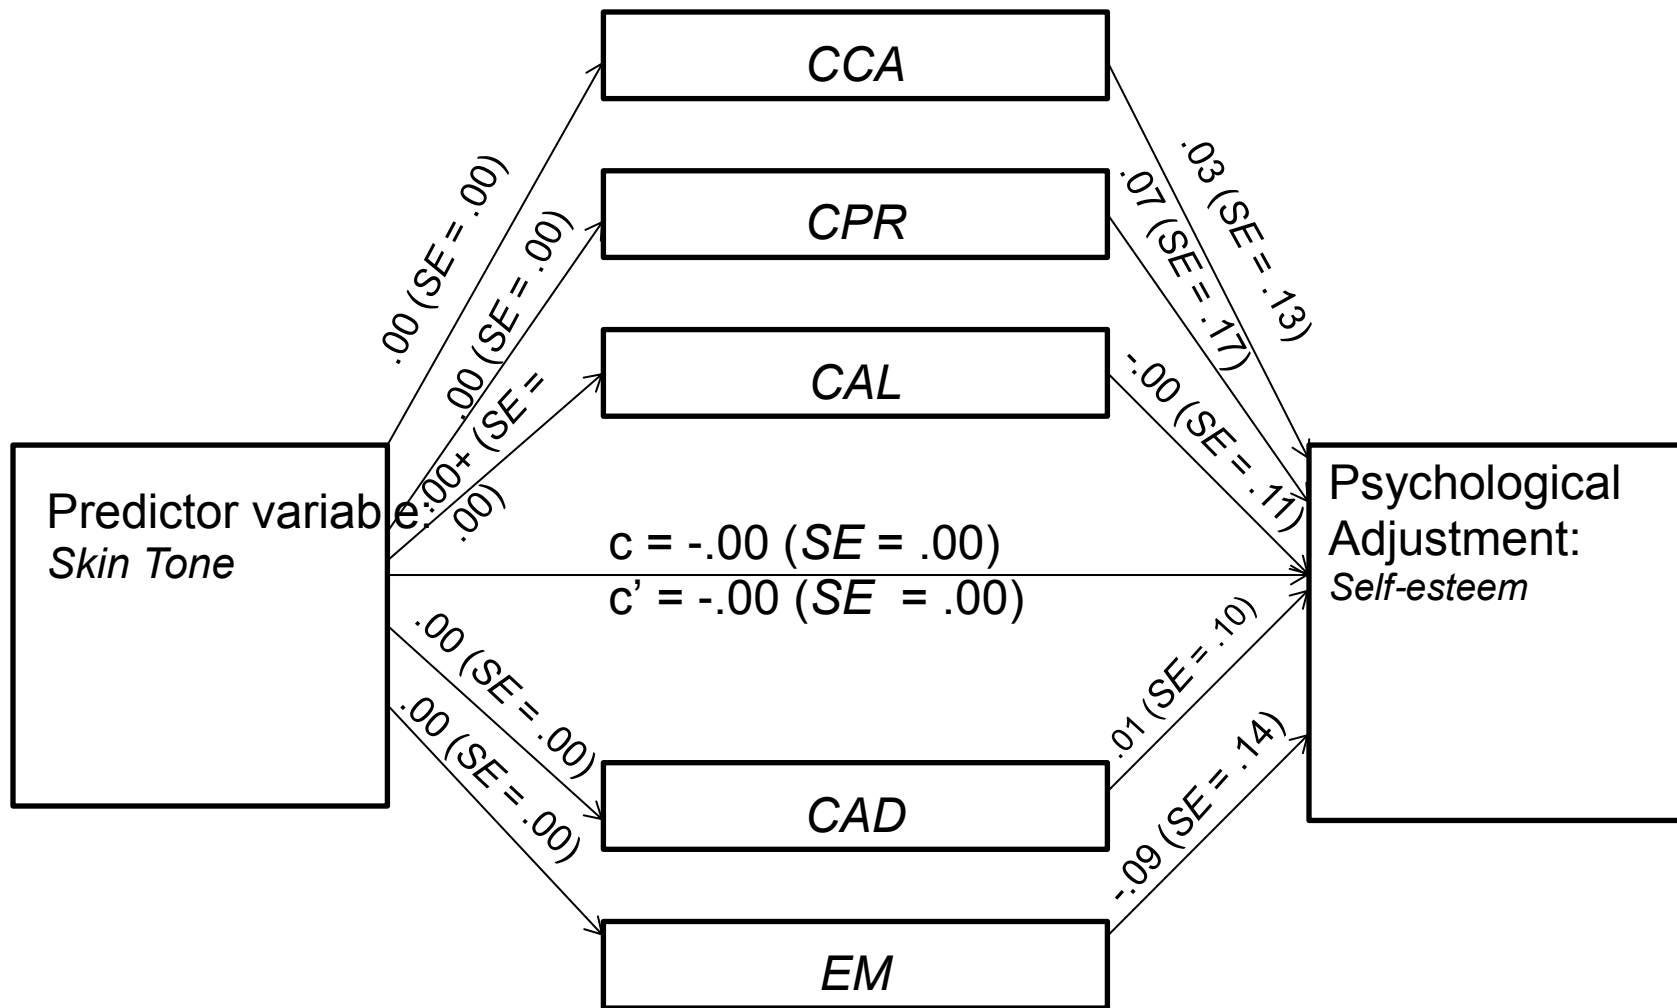 CCA
.00 (SE = .00)
.03 (SE = .13)
CPR
.00 (SE = .00)
.07 (SE = .17)
CAL
.00+ (SE =
.00)
-.00 (SE = .11)
Predictor variable:
Skin Tone
c = -.00 (SE = .00)
c’ = -.00 (SE = .00)
Psychological
Adjustment:
Self-esteem
.00 (SE = .00)
.01 (SE = .10)
CAD
.00 (SE = .00)
-.09 (SE = .14)
EM